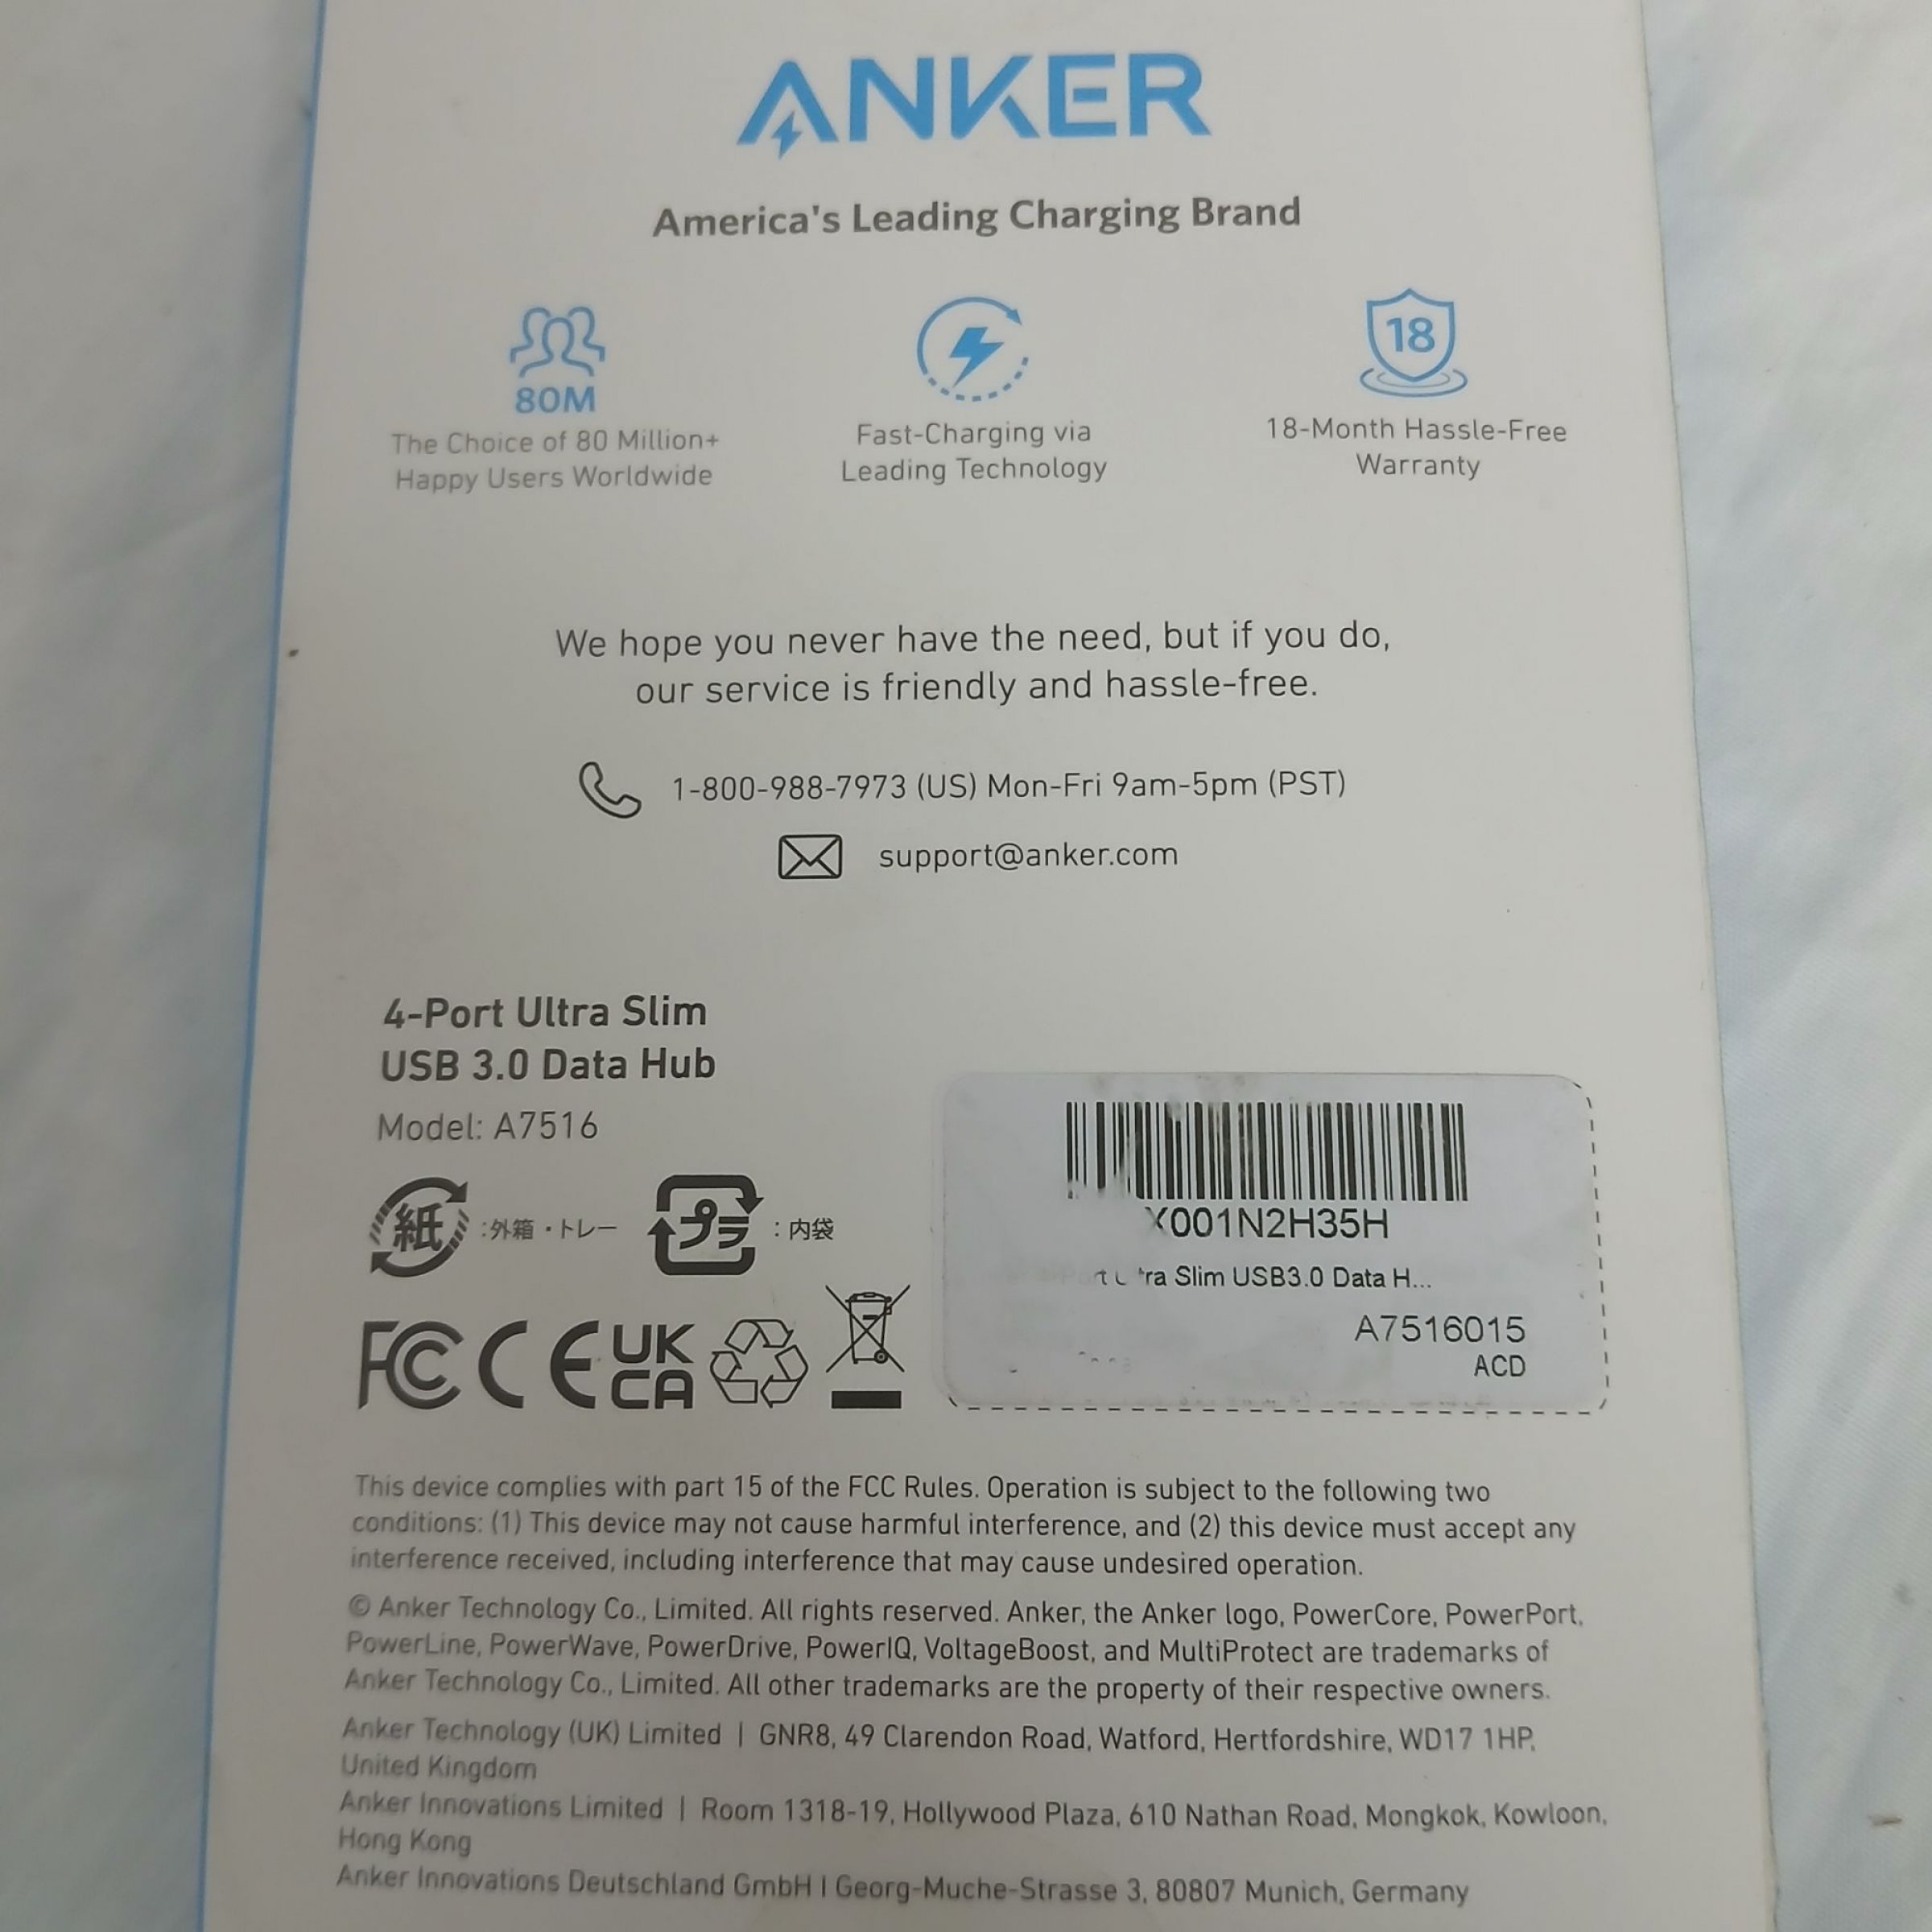 ANKER
America's Leading Charging Brand
80M
The Choice of 80 Million+
Happy Users Worldwide
Fast-Charging via
Leading Technology
18
18-Month Hassle-Free
Warranty
We hope you never have the need, but if you do,
our service is friendly and hassle-free.
1-800-988-7973 (US) Mon-Fri 9am-5pm (PST)
support@anker.com
4-Port Ultra Slim
USB 3.0 Data Hub
Model: A7516
紙 :外箱・トレー
プラ :内袋
FC CE UK
CA
X001N2H35H
Slim USB3.0 Data H...
A7516015
ACD
This device complies with part 15 of the FCC Rules. Operation is subject to the following two
conditions: (1) This device may not cause harmful interference, and (2) this device must accept any
interference received, including interference that may cause undesired operation.
© Anker Technology Co., Limited. All rights reserved. Anker, the Anker logo, PowerCore, PowerPort,
PowerLine, PowerWave, PowerDrive, PowerIQ, VoltageBoost, and MultiProtect are trademarks of
Anker Technology Co., Limited. All other trademarks are the property of their respective owners.
Anker Technology (UK) Limited | GNR8, 49 Clarendon Road, Watford, Hertfordshire, WD17 1HP,
United Kingdom
Anker Innovations Limited | Room 1318-19, Hollywood Plaza, 610 Nathan Road, Mongkok, Kowloon,
Hong Kong
Anker Innovations Deutschland GmbH I Georg-Muche-Strasse 3, 80807 Munich, Germany